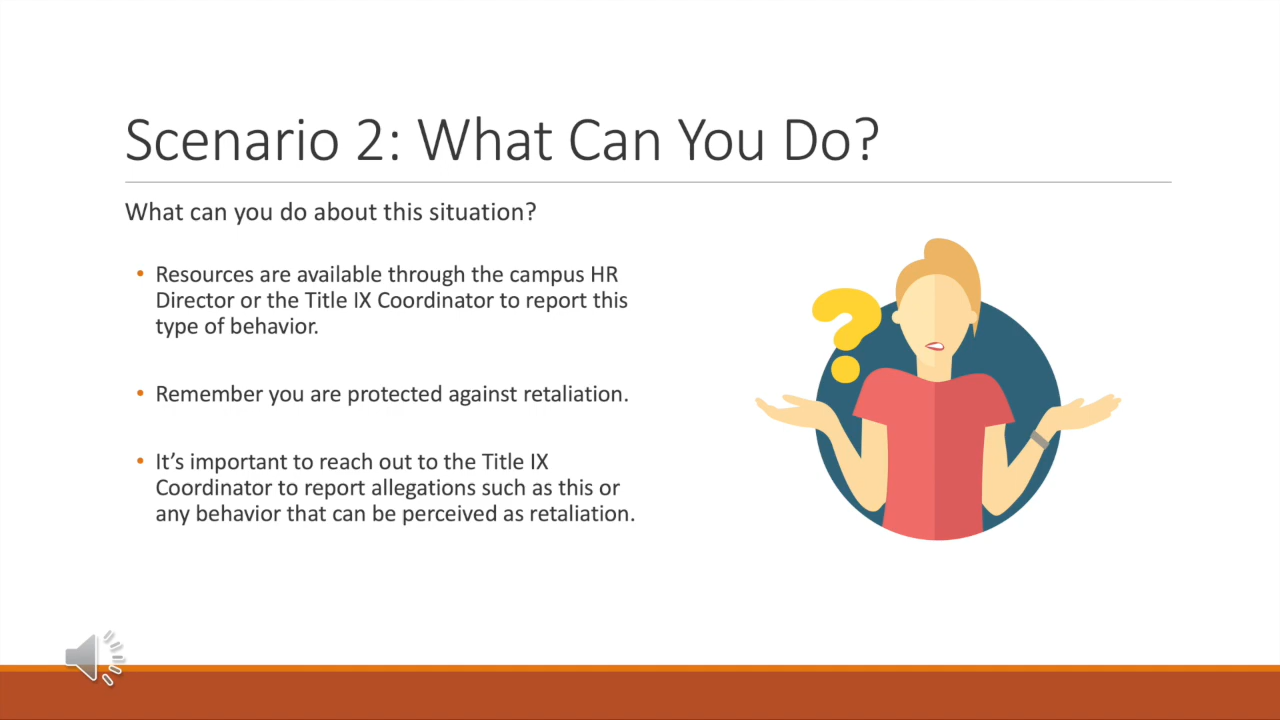 Scenario 2: What Can You Do?
What can you do about this situation?
• Resources are available through the campus HR
Director or the Title IX Coordinator to report this
type of behavior.
• Remember you are protected against retaliation.
• It’s important to reach out to the Title IX
Coordinator to report allegations such as this or
any behavior that can be perceived as retaliation.
?